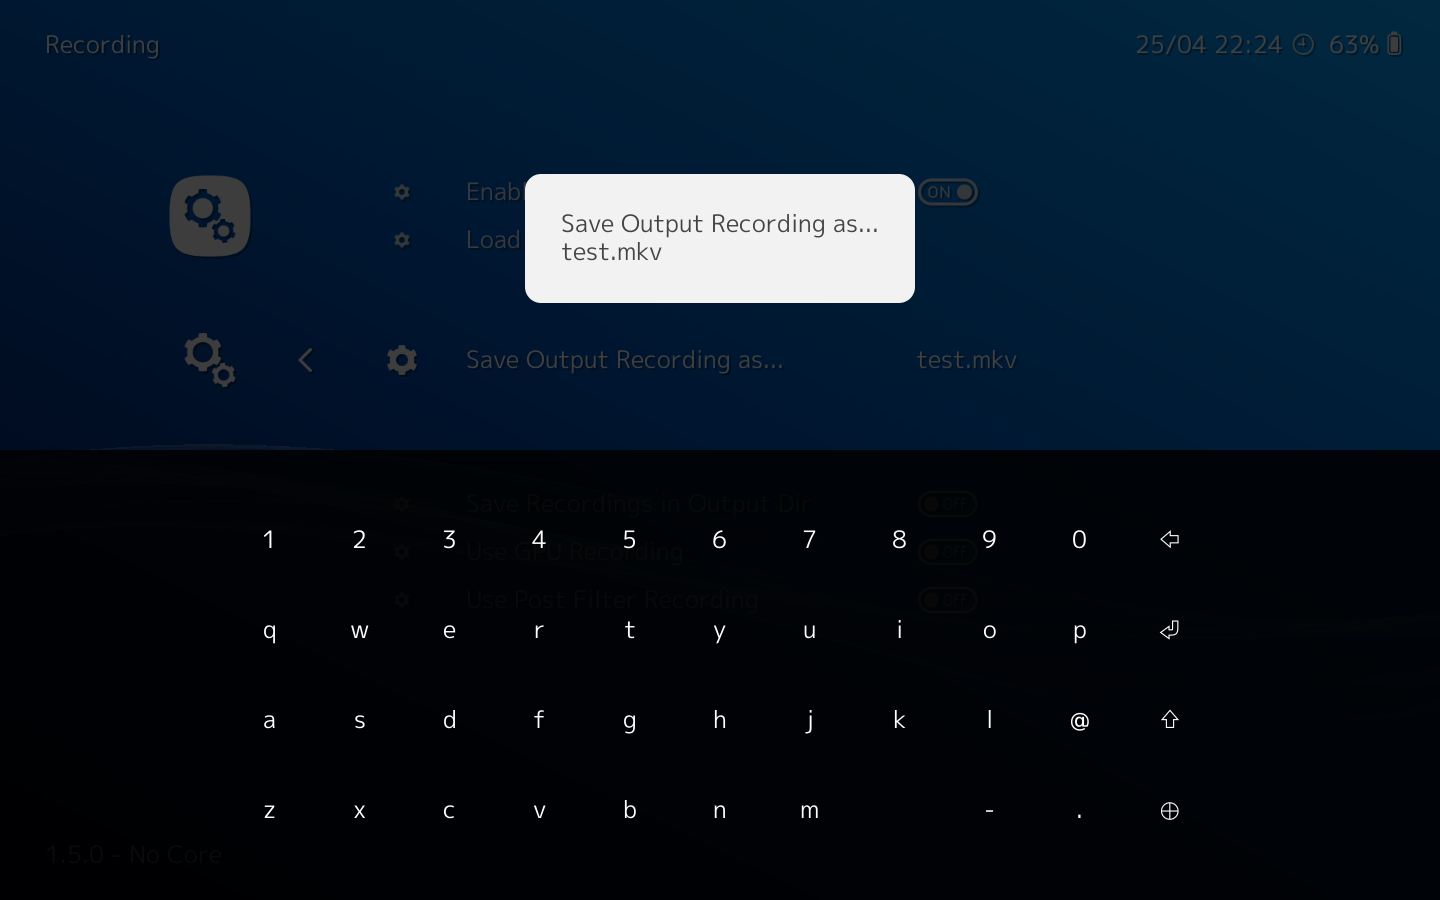 Recording
25/04 22:24 63%
Enab
ON
Load
Save Output Recording as...
test.mkv
Save Output Recording as... test.mkv
Save Recordings in Output Dir Off
Use GPU Recording Off
Use Post Filter Recording Off
1 2 3 4 5 6 7 8 9 0
q w e r t y u i o p
a s d f g h j k l @
z x c v b n m - .
1.5.0 - No Core